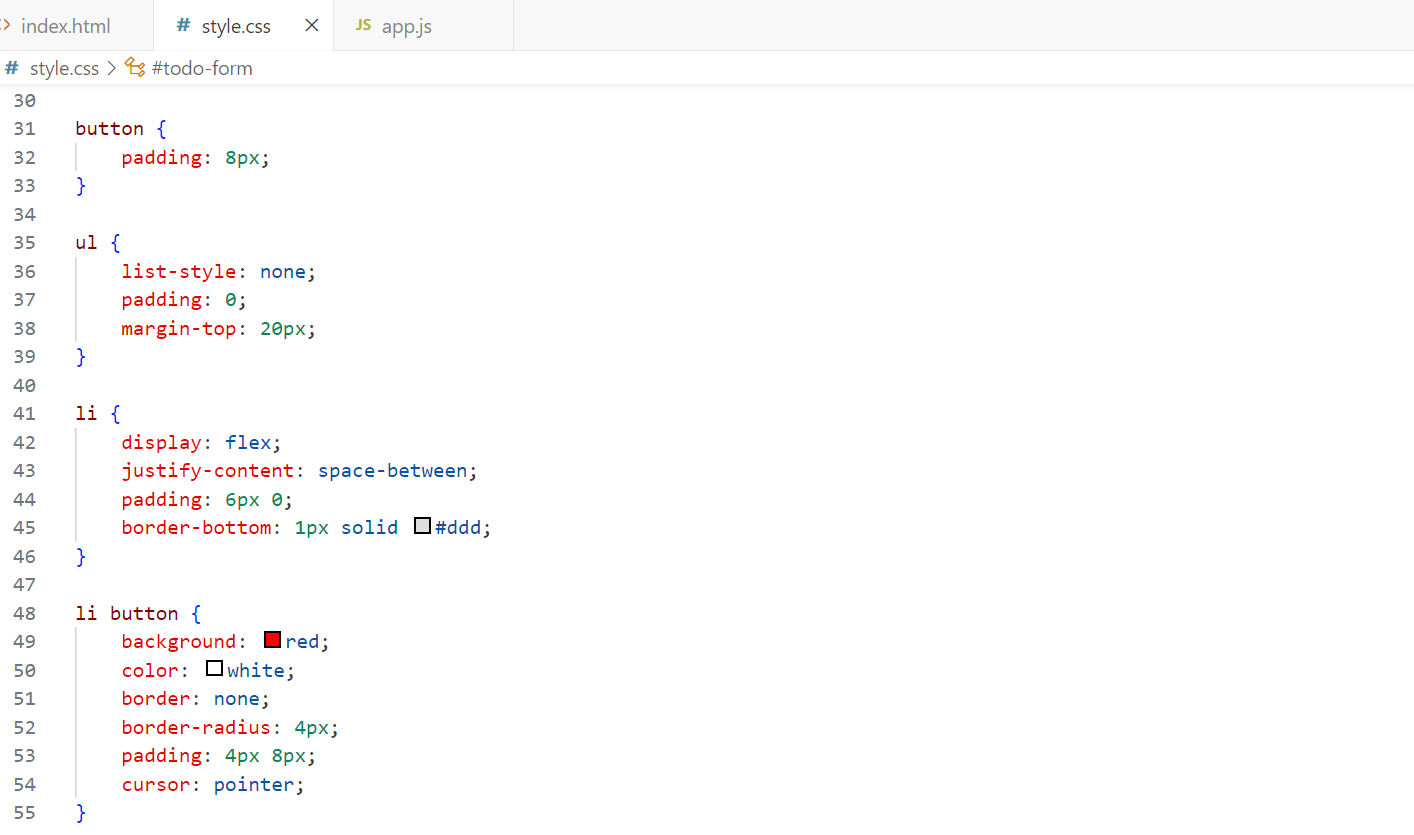 index.html # style.css × JS app.js
# style.css > #todo-form
30
31 button {
32     padding: 8px;
33 }
34
35 ul {
36     list-style: none;
37     padding: 0;
38     margin-top: 20px;
39 }
40
41 li {
42     display: flex;
43     justify-content: space-between;
44     padding: 6px 0;
45     border-bottom: 1px solid #ddd;
46 }
47
48 li button {
49     background: red;
50     color: white;
51     border: none;
52     border-radius: 4px;
53     padding: 4px 8px;
54     cursor: pointer;
55 }